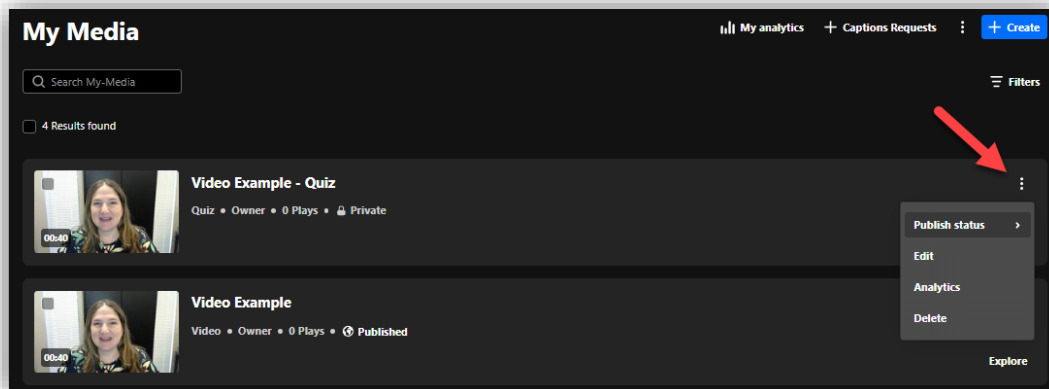 My Media
My analytics
+ Captions Requests
+ Create
Search My-Media
Filters
4 Results found
00:40
Video Example - Quiz
Quiz • Owner • 0 Plays • Private
Publish status >
Edit
Analytics
Delete
00:40
Video Example
Video • Owner • 0 Plays • Published
Explore